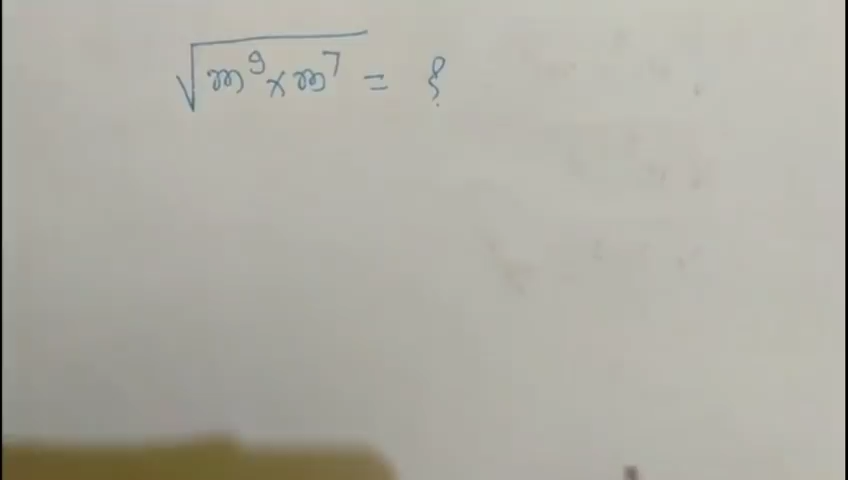 √(m⁹×m⁷) = ?